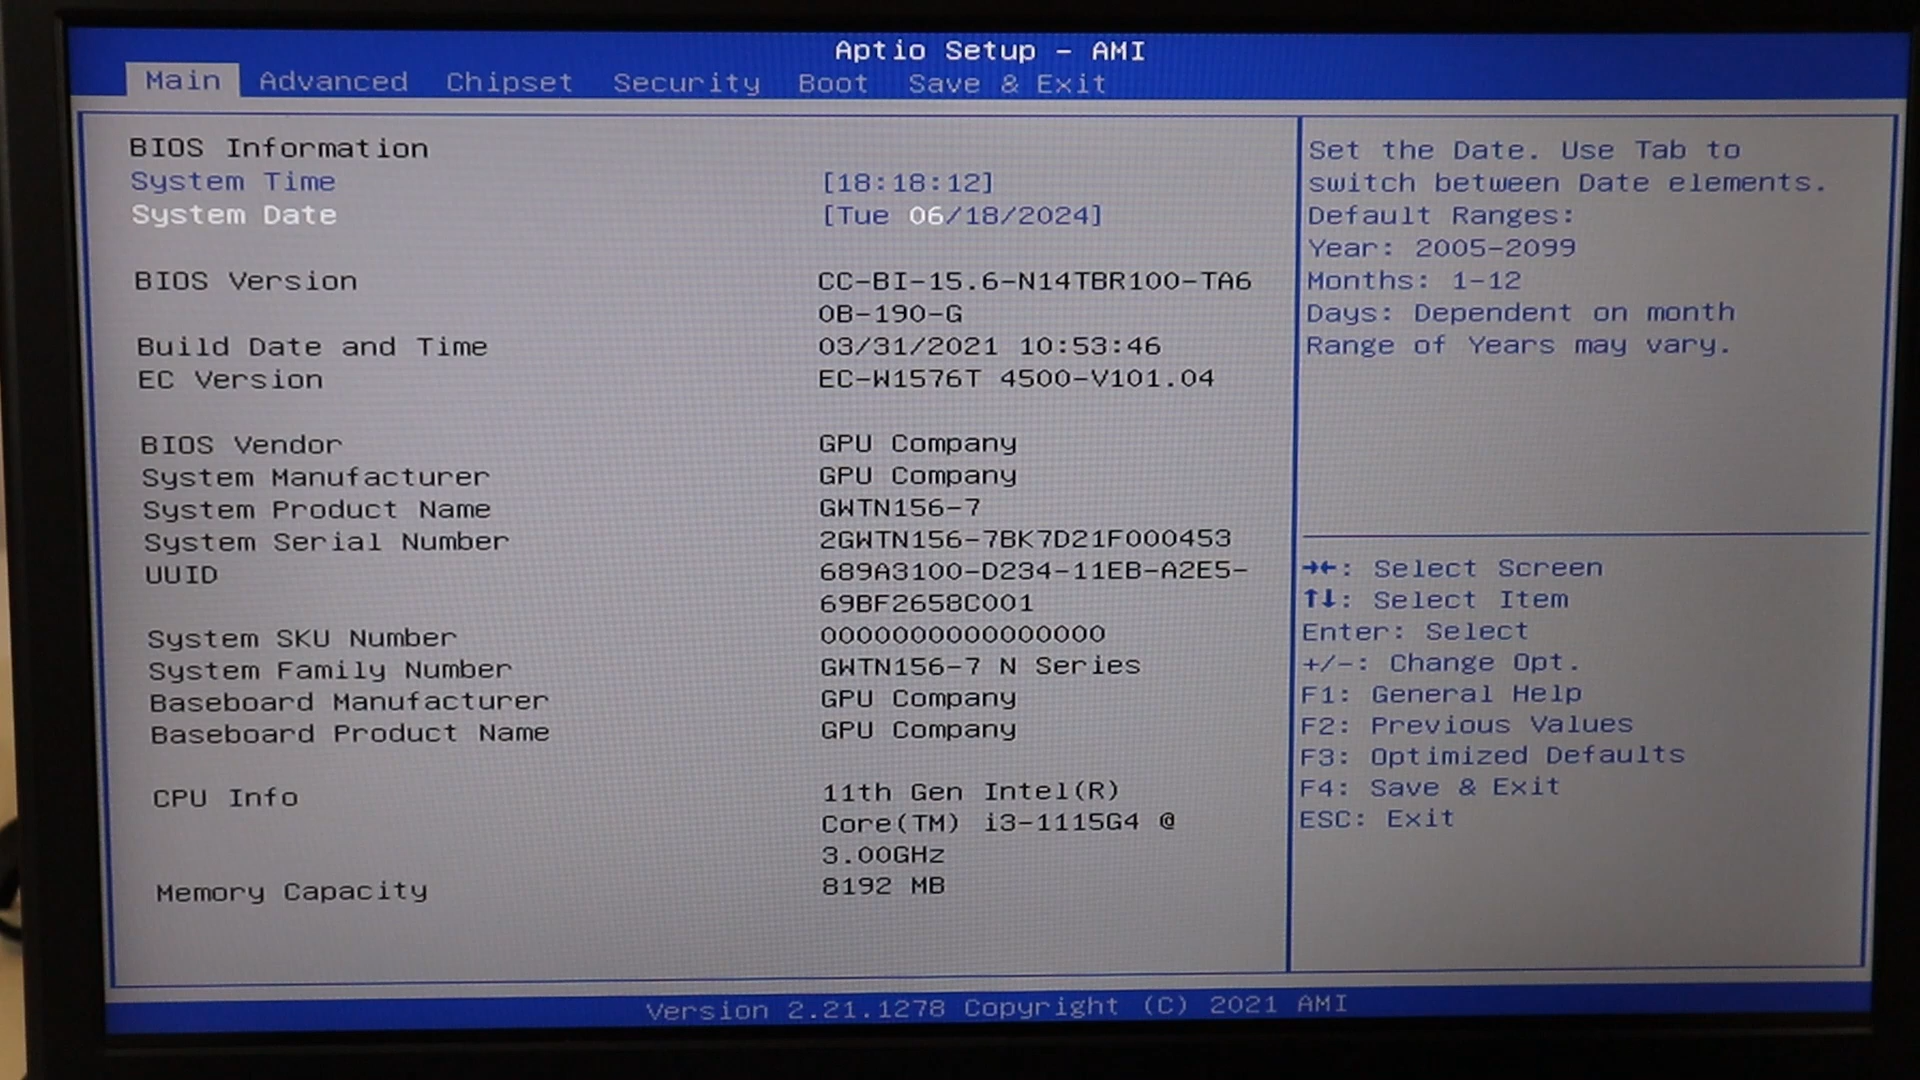 Aptio Setup – AMI
Main Advanced Chipset Security Boot Save & Exit
BIOS Information
System Time [18:18:12]
System Date [Tue 06/18/2024]
BIOS Version CC-BI-15.6-N14TBR100-TA6
0B-190-G
Build Date and Time 03/31/2021 10:53:46
EC Version EC-W1576T 4500-V101.04
BIOS Vendor GPU Company
System Manufacturer GPU Company
System Product Name GWTN156-7
System Serial Number 2GWTN156-7BK7D21F000453
UUID 689A3100-D234-11EB-A2E5-
69BF2658C001
System SKU Number 0000000000000000
System Family Number GWTN156-7 N Series
Baseboard Manufacturer GPU Company
Baseboard Product Name GPU Company
CPU Info 11th Gen Intel(R)
Core(TM) i3-1115G4 @
3.00GHz
Memory Capacity 8192 MB
Set the Date. Use Tab to
switch between Date elements.
Default Ranges:
Year: 2005-2099
Months: 1-12
Days: Dependent on month
Range of Years may vary.
→←: Select Screen
↑↓: Select Item
Enter: Select
+/-: Change Opt.
F1: General Help
F2: Previous Values
F3: Optimized Defaults
F4: Save & Exit
ESC: Exit
Version 2.21.1278 Copyright (C) 2021 AMI